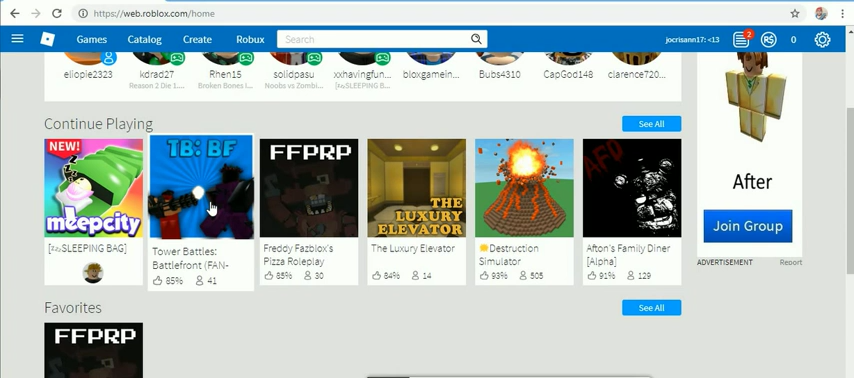 https://web.roblox.com/home
Games Catalog Create Robux Search jocrisann17: <13 2 R$ 0
eliopie2323 kdrad27 Rhen15 solidpasu xxhavingfun... bloxgamein... Bubs4310 CapGod148 clarence720...
Reason 2 Die 1.... Broken Bones I... Noobs vs Zombi... [💤SLEEPING B...
Continue Playing See All
NEW! meepcity TB: BF FFPRP THE LUXURY ELEVATOR AFD
[💤SLEEPING BAG] Tower Battles: Battlefront (FAN- Freddy Fazblox's Pizza Roleplay The Luxury Elevator Destruction Simulator Afton's Family Diner [Alpha]
85% 41 85% 30 84% 14 93% 505 91% 129
After
Join Group
ADVERTISEMENT Report
Favorites See All
FFPRP